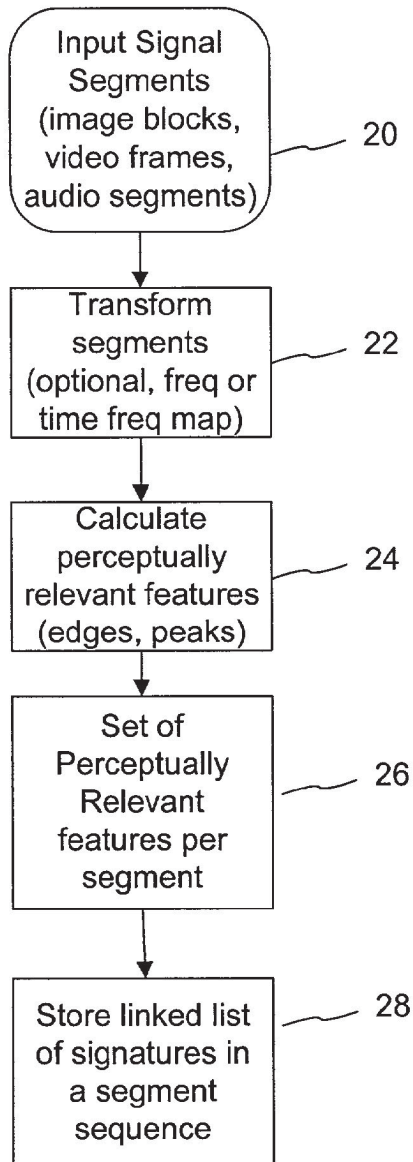 Input Signal
Segments
(image blocks,
video frames,
audio segments)
20
Transform
segments
(optional, freq or
time freq map)
22
Calculate
perceptually
relevant features
(edges, peaks)
24
Set of
Perceptually
Relevant
features per
segment
26
Store linked list
of signatures in
a segment
sequence
28